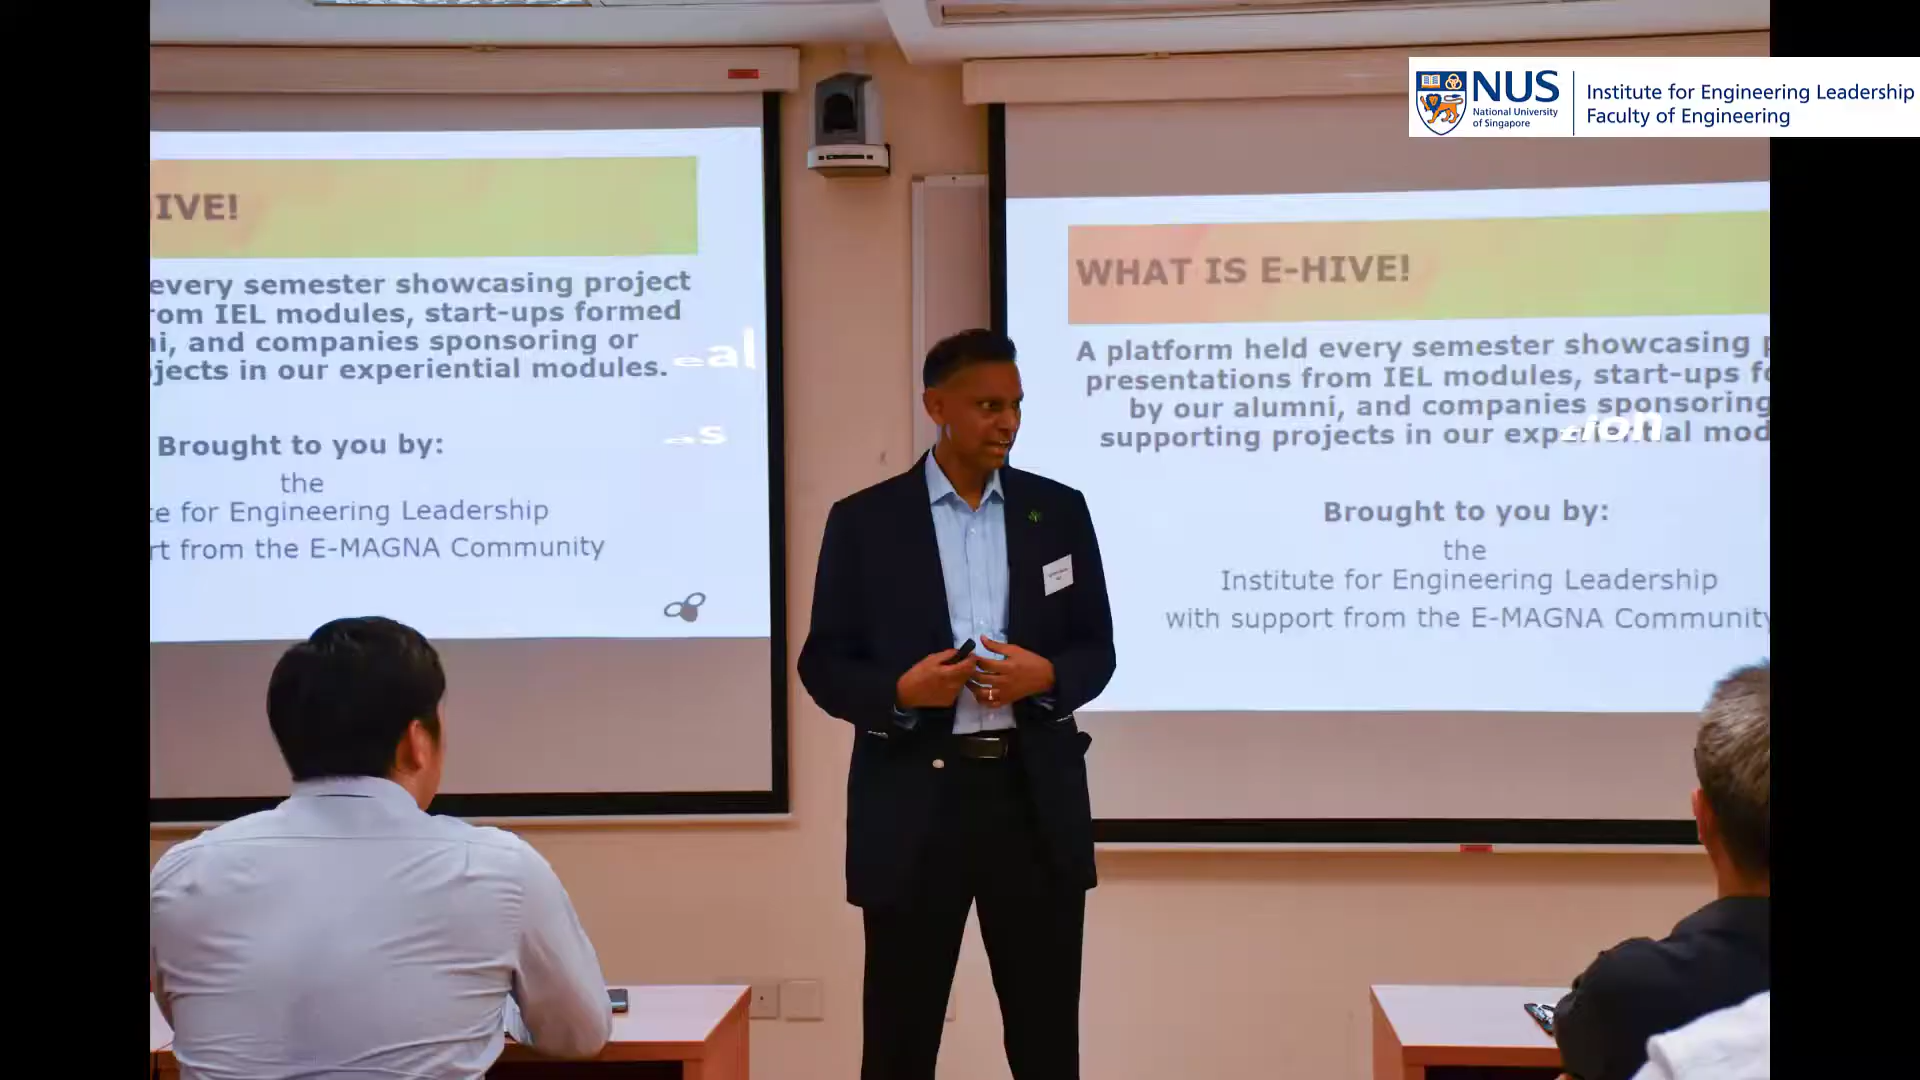 NUS
National University
of Singapore
Institute for Engineering Leadership
Faculty of Engineering
IVE!
every semester showcasing project
om IEL modules, start-ups formed
ni, and companies sponsoring or
jects in our experiential modules.
Brought to you by:
the
te for Engineering Leadership
rt from the E-MAGNA Community
WHAT IS E-HIVE!
A platform held every semester showcasing
presentations from IEL modules, start-ups
by our alumni, and companies sponsoring
supporting projects in our experiential mod
Brought to you by:
the
Institute for Engineering Leadership
with support from the E-MAGNA Community